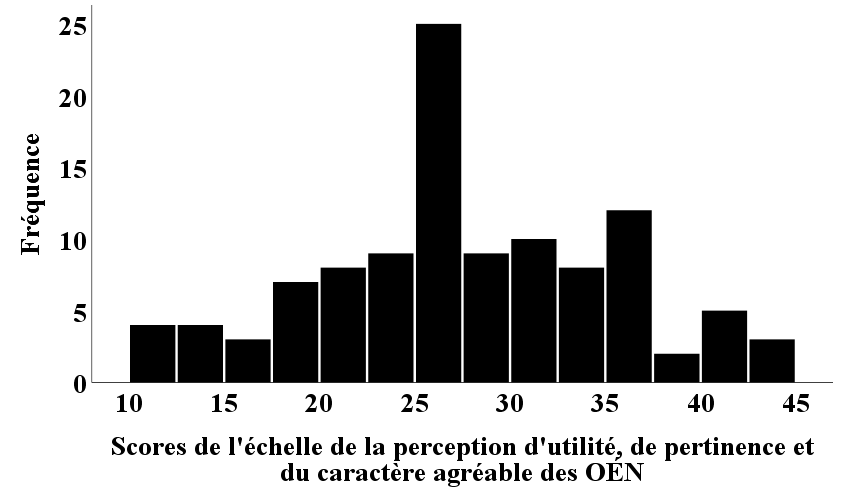 Fréquence
25
20
15
10
5
0
10 15 20 25 30 35 40 45
Scores de l'échelle de la perception d'utilité, de pertinence et
du caractère agréable des OÉN